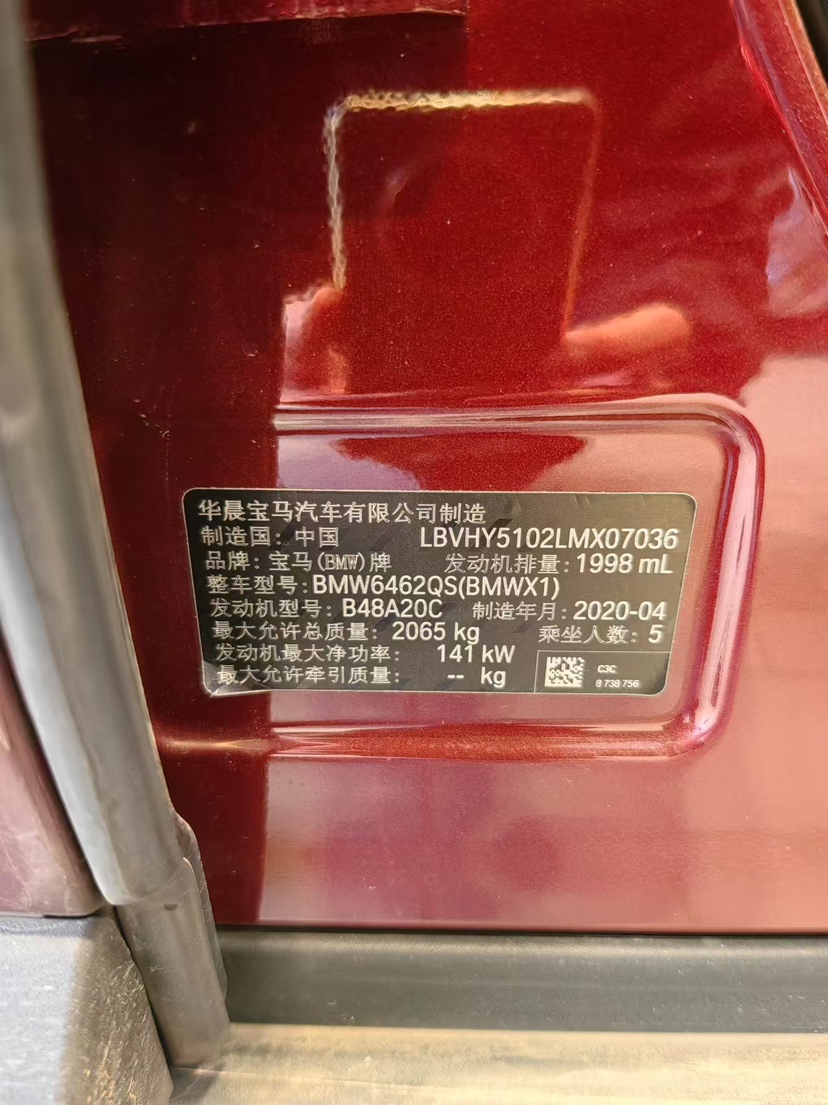 华晨宝马汽车有限公司制造
制造国：中国 LBVHY5102LMX07036
品牌：宝马(BMW)牌 发动机排量：1998 mL
整车型号：BMW6462QS(BMWX1)
发动机型号：B48A20C 制造年月：2020-04
最大允许总质量：2065 kg 乘坐人数：5
发动机最大净功率：141 kW
最大允许牵引质量：-- kg
C3C
8 738 756